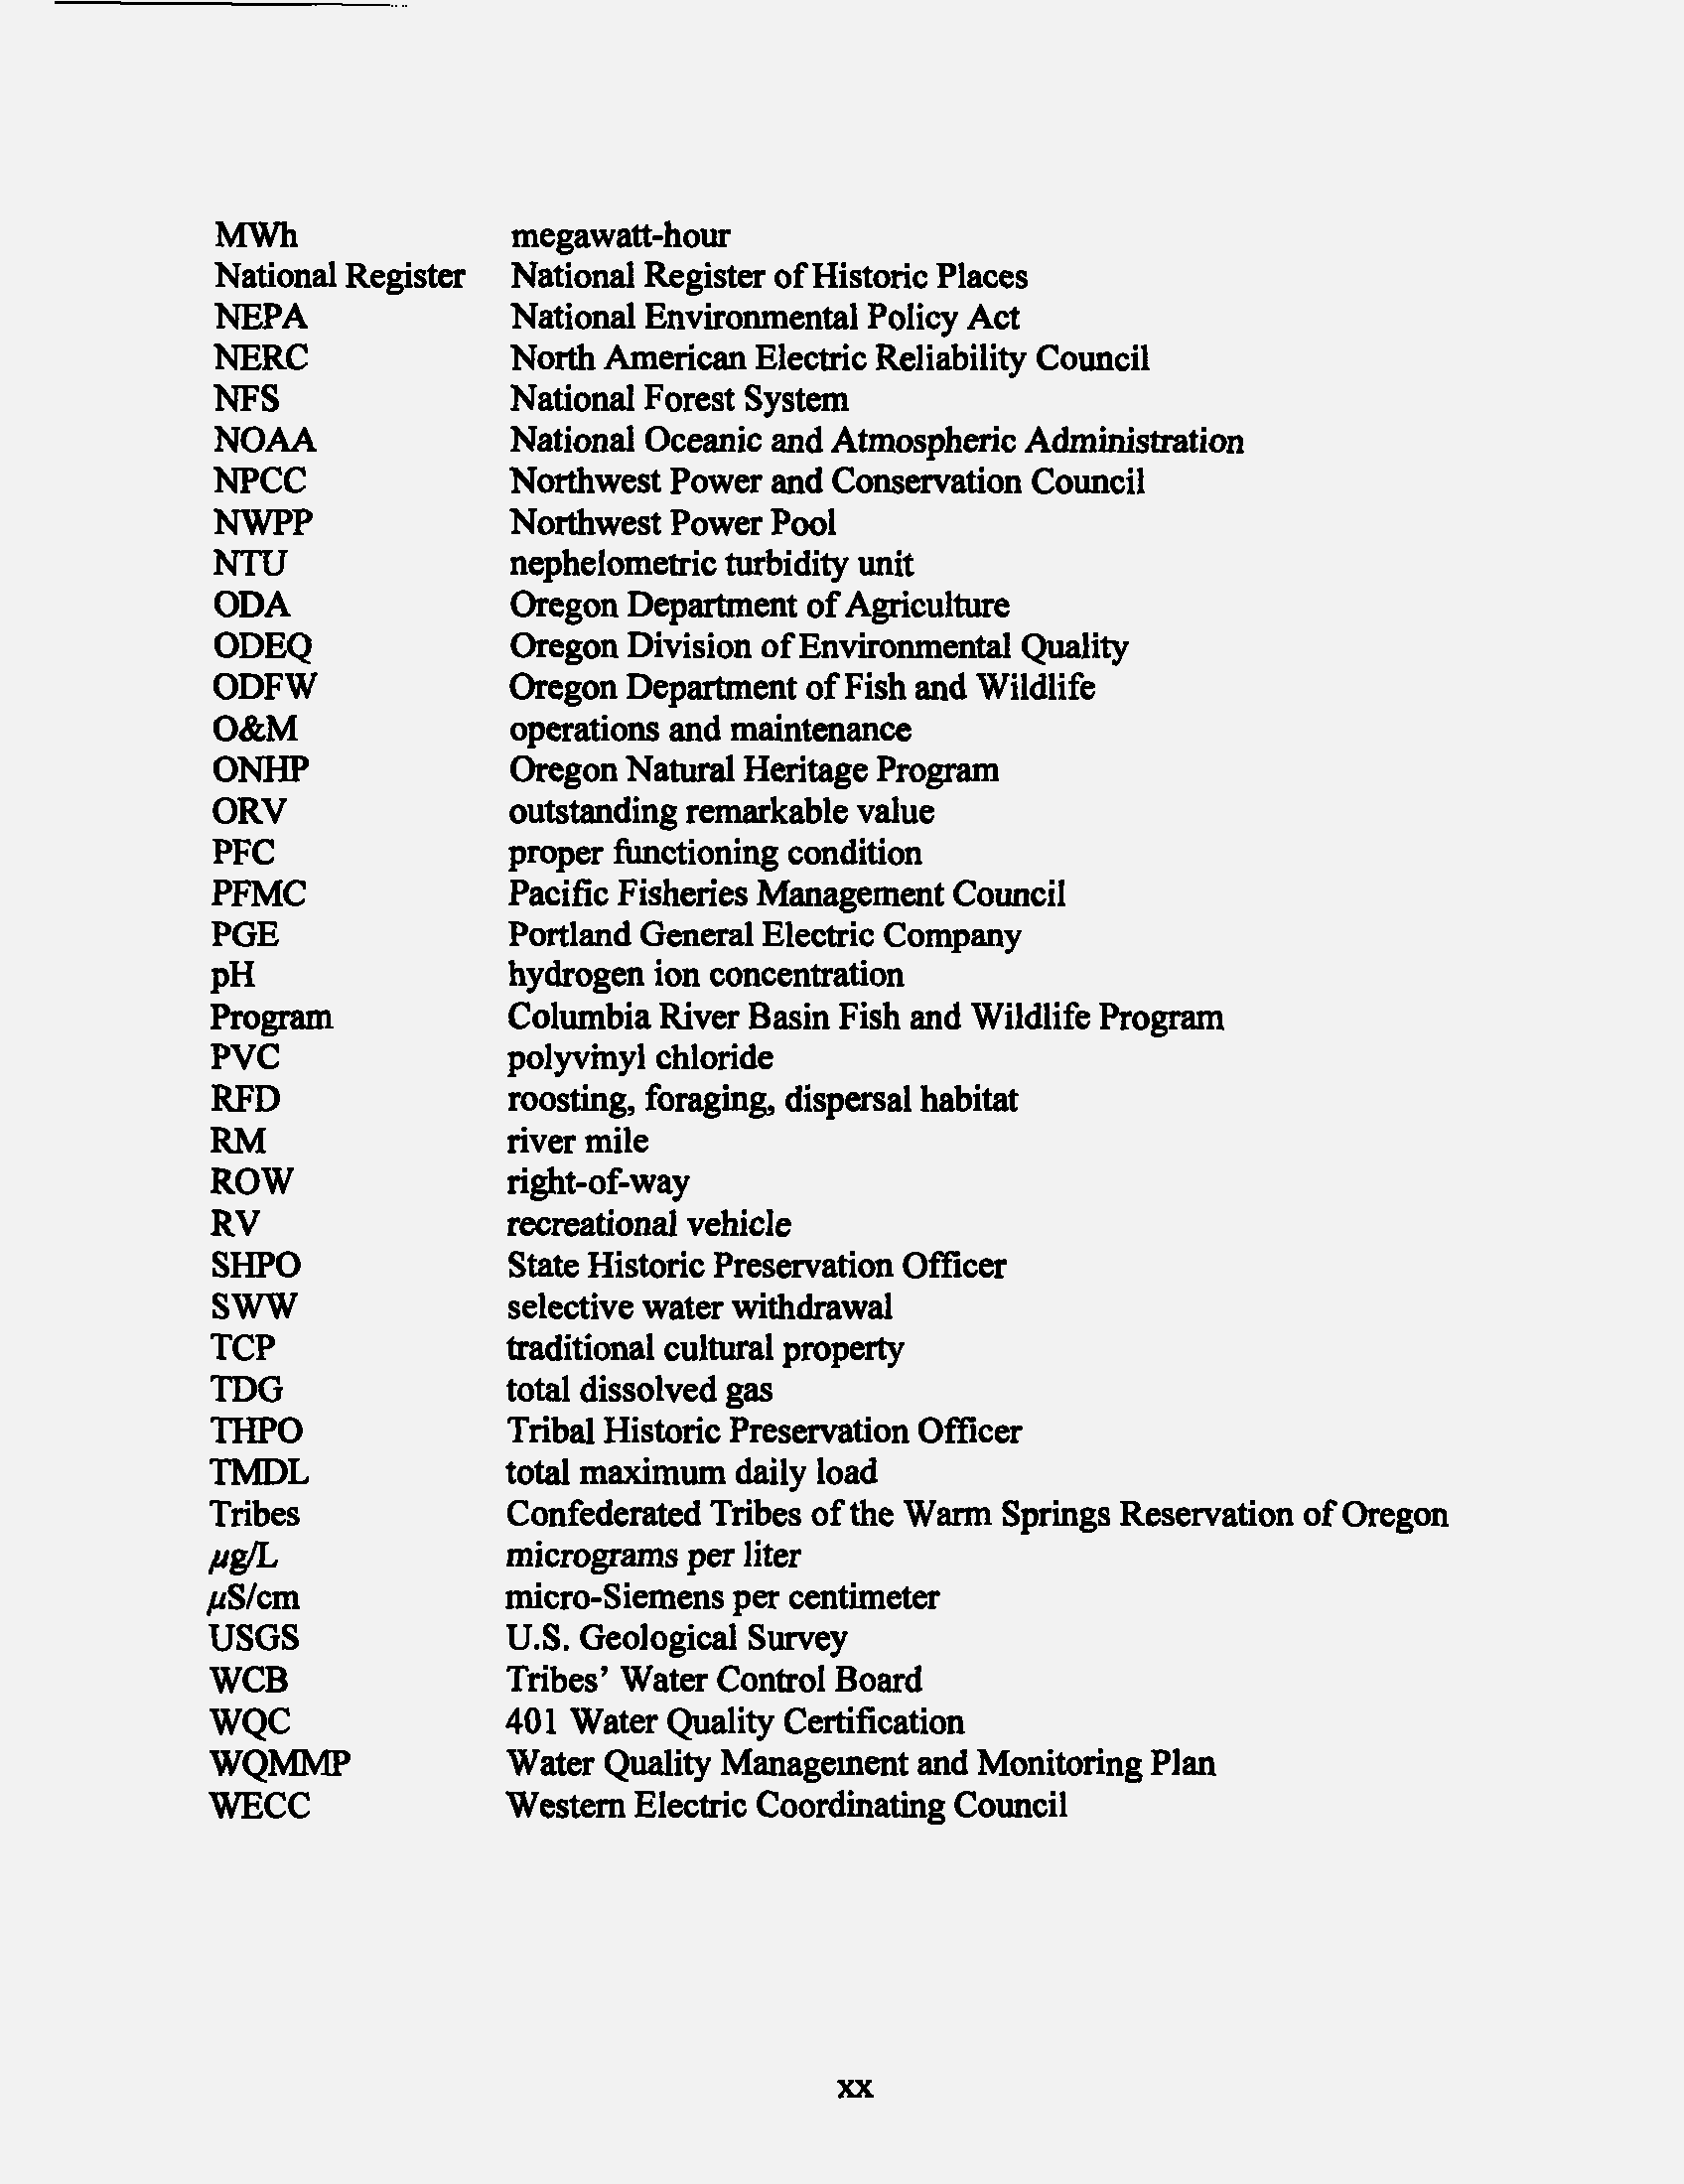 MWh megawatt-hour
National Register National Register of Historic Places
NEPA National Environmental Policy Act
NERC North American Electric Reliability Council
NFS National Forest System
NOAA National Oceanic and Atmospheric Administration
NPCC Northwest Power and Conservation Council
NWPP Northwest Power Pool
NTU nephelometric turbidity unit
ODA Oregon Department of Agriculture
ODEQ Oregon Division of Environmental Quality
ODFW Oregon Department of Fish and Wildlife
O&M operations and maintenance
ONHP Oregon Natural Heritage Program
ORV outstanding remarkable value
PFC proper functioning condition
PFMC Pacific Fisheries Management Council
PGE Portland General Electric Company
pH hydrogen ion concentration
Program Columbia River Basin Fish and Wildlife Program
PVC polyvinyl chloride
RFD roosting, foraging, dispersal habitat
RM river mile
ROW right-of-way
RV recreational vehicle
SHPO State Historic Preservation Officer
SWW selective water withdrawal
TCP traditional cultural property
TDG total dissolved gas
THPO Tribal Historic Preservation Officer
TMDL total maximum daily load
Tribes Confederated Tribes of the Warm Springs Reservation of Oregon
µg/L micrograms per liter
µS/cm micro-Siemens per centimeter
USGS U.S. Geological Survey
WCB Tribes’ Water Control Board
WQC 401 Water Quality Certification
WQMMP Water Quality Management and Monitoring Plan
WECC Western Electric Coordinating Council
xx